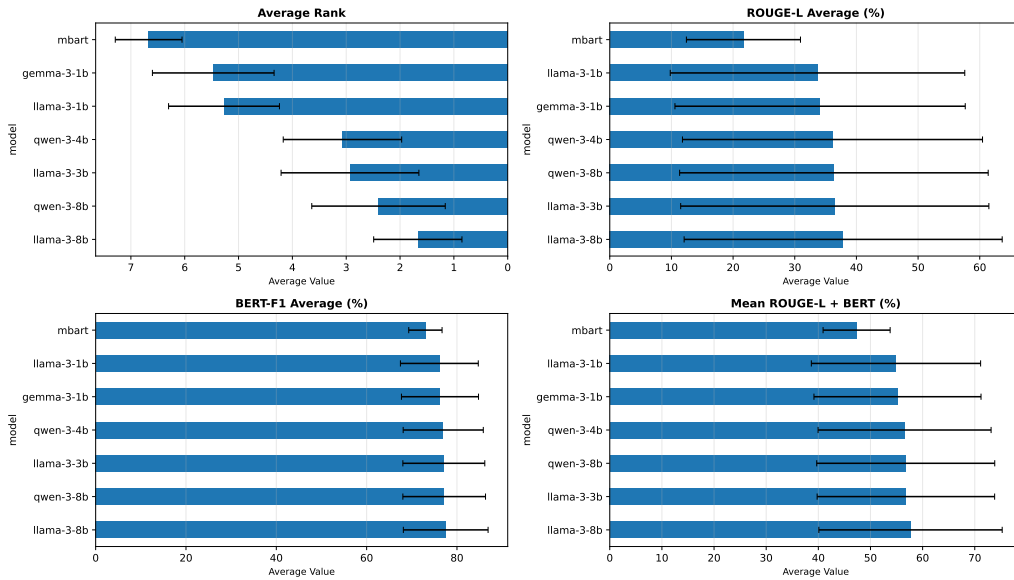 Average Rank
model
mbart
gemma-3-1b
llama-3-1b
qwen-3-4b
llama-3-3b
qwen-3-8b
llama-3-8b
7 6 5 4 3 2 1 0
Average Value
ROUGE-L Average (%)
model
mbart
llama-3-1b
gemma-3-1b
qwen-3-4b
qwen-3-8b
llama-3-3b
llama-3-8b
0 10 20 30 40 50 60
Average Value
BERT-F1 Average (%)
model
mbart
llama-3-1b
gemma-3-1b
qwen-3-4b
llama-3-3b
qwen-3-8b
llama-3-8b
0 20 40 60 80
Average Value
Mean ROUGE-L + BERT (%)
model
mbart
llama-3-1b
gemma-3-1b
qwen-3-4b
qwen-3-8b
llama-3-3b
llama-3-8b
0 10 20 30 40 50 60 70
Average Value